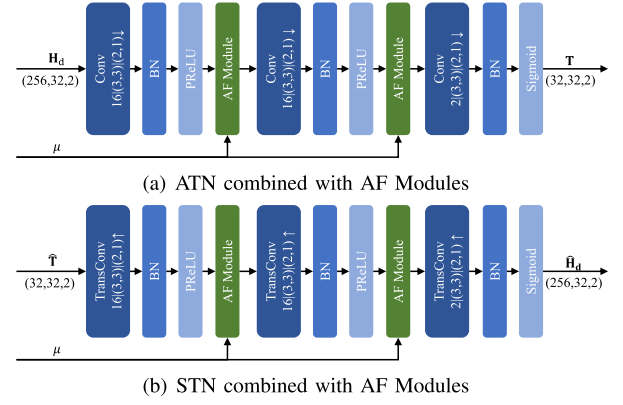 H_d
(256,32,2)
Conv
16|(3,3)|(2,1)↓
BN
PReLU
AF Module
Conv
16|(3,3)|(2,1)↓
BN
PReLU
AF Module
Conv
2|(3,3)|(2,1)↓
BN
Sigmoid
T
(32,32,2)
μ
(a) ATN combined with AF Modules
T̂
(32,32,2)
TransConv
16|(3,3)|(2,1)↑
BN
PReLU
AF Module
TransConv
16|(3,3)|(2,1)↑
BN
PReLU
AF Module
TransConv
2|(3,3)|(2,1)↑
BN
Sigmoid
Ĥ_d
(256,32,2)
μ
(b) STN combined with AF Modules